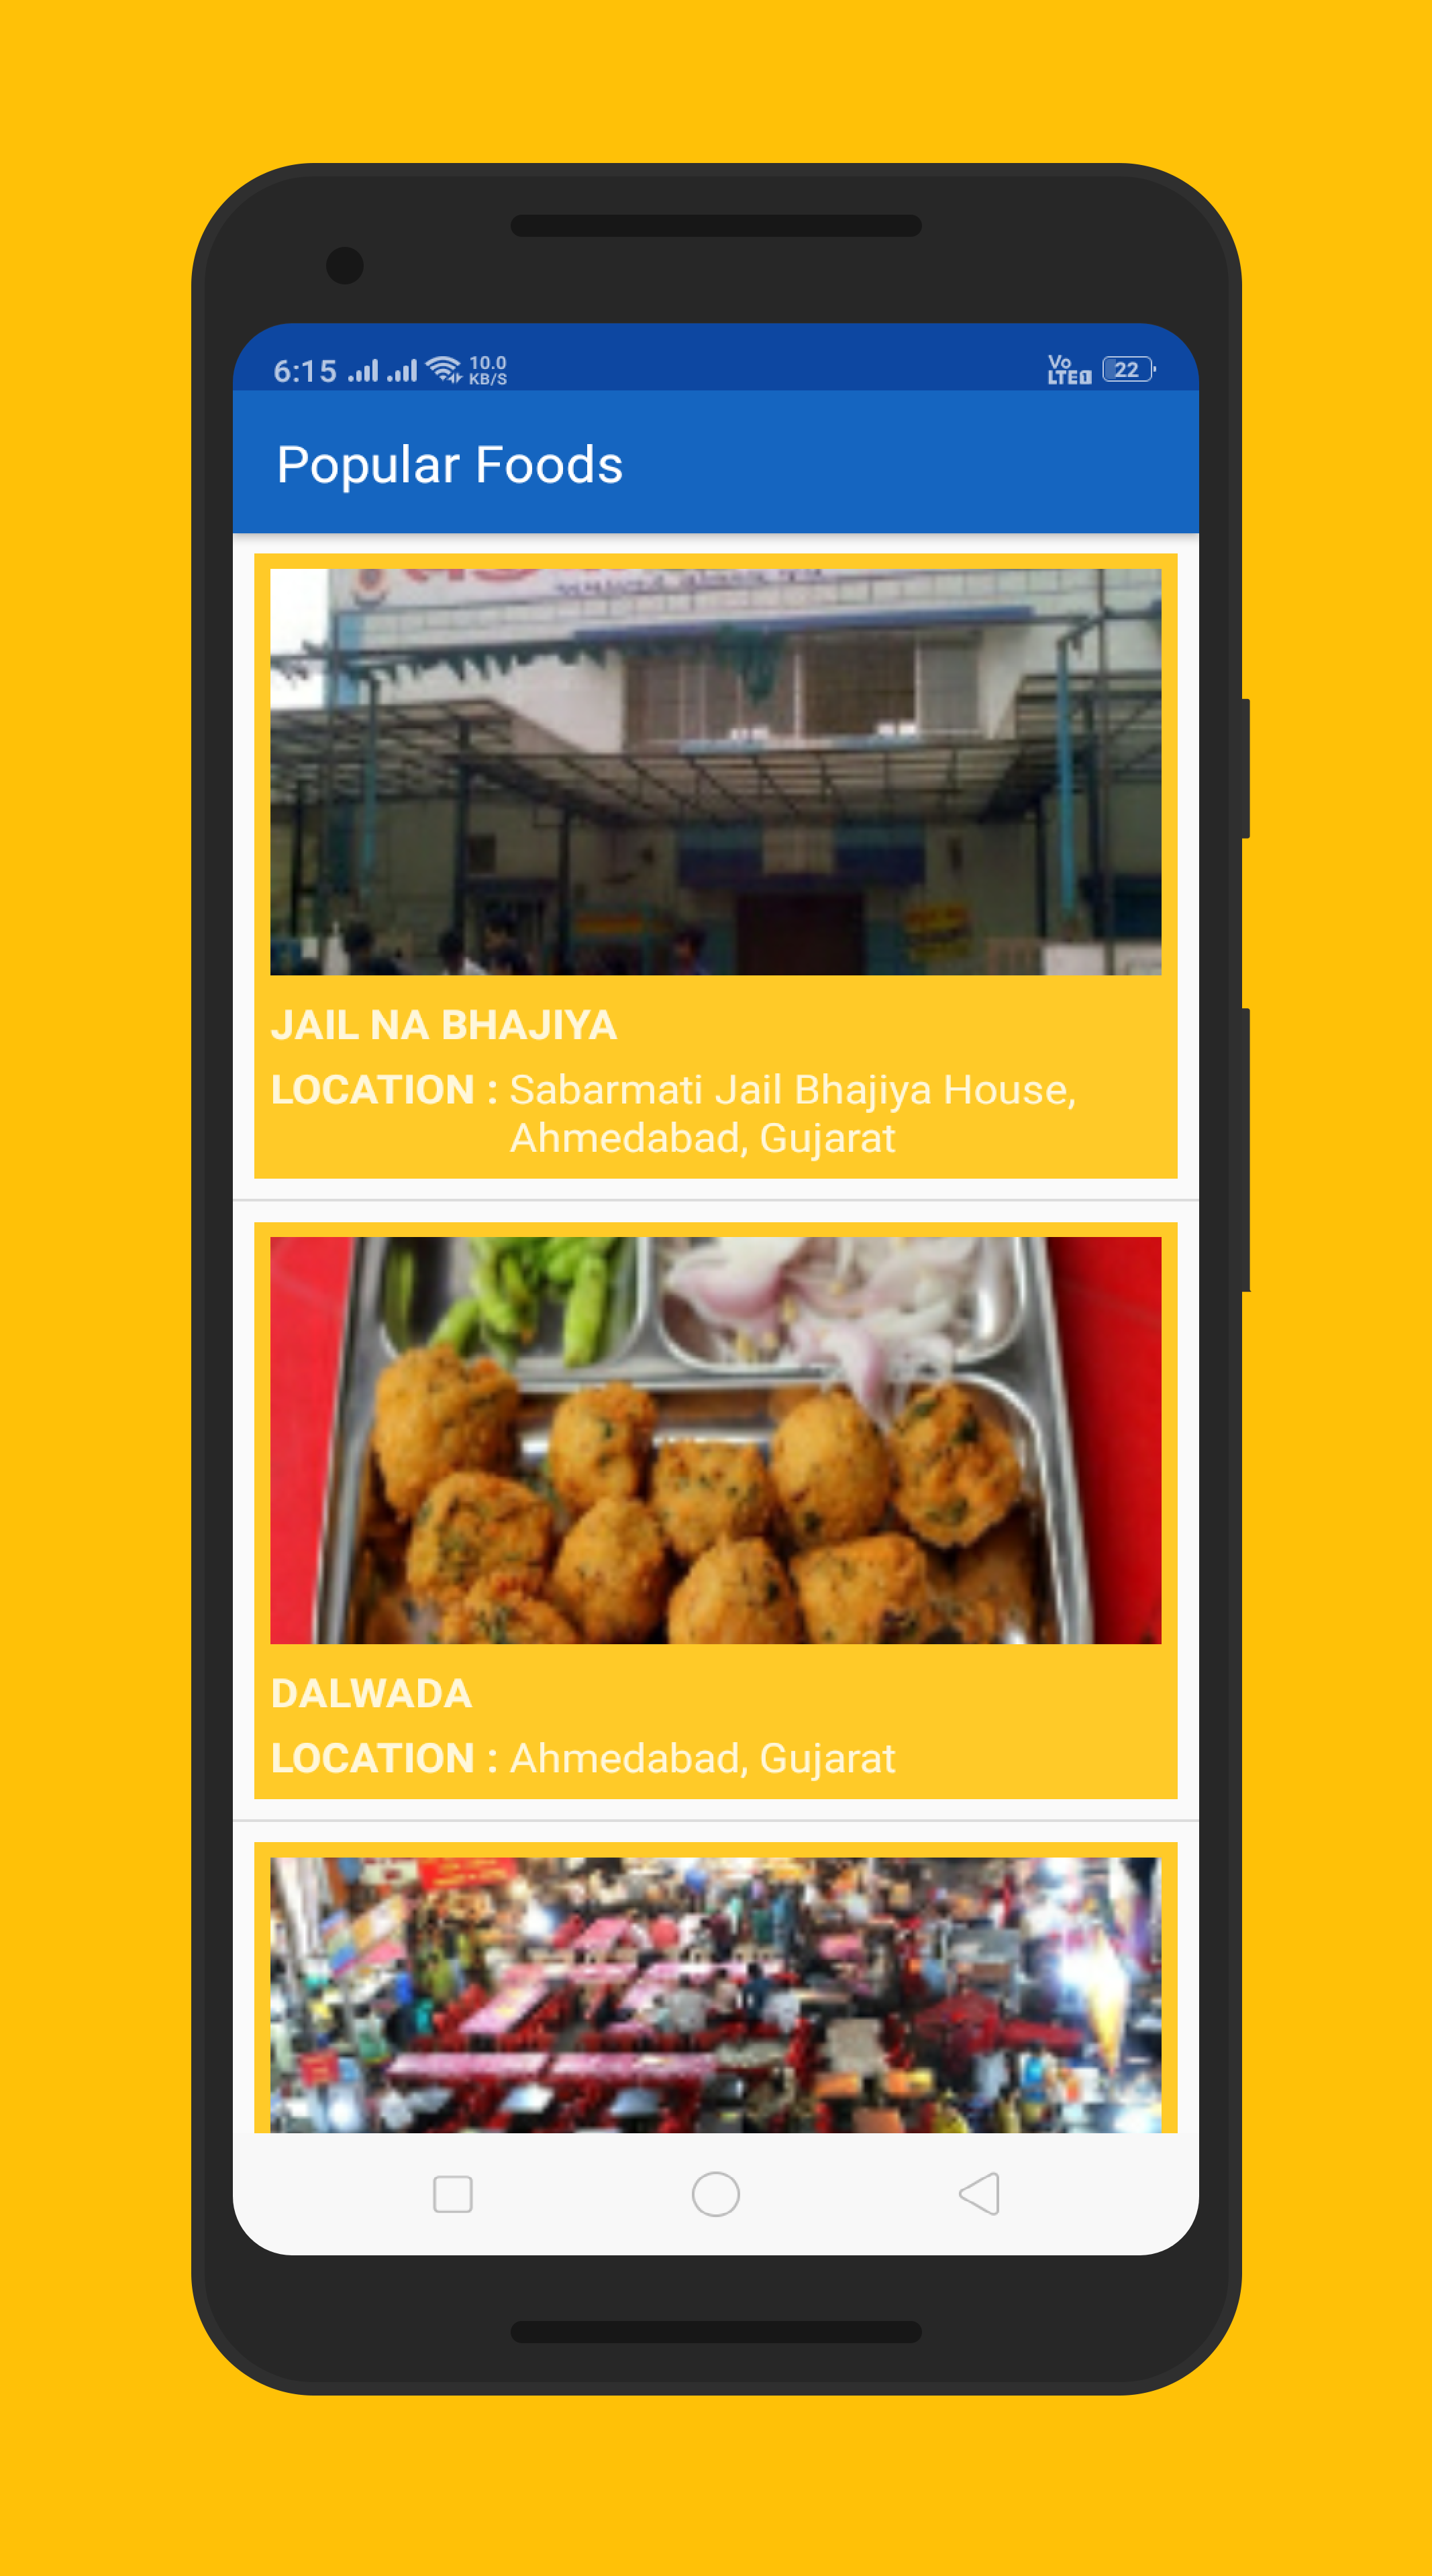 6:15
10.0
KB/S
Vo
LTE1
22
Popular Foods
JAIL NA BHAJIYA
LOCATION : Sabarmati Jail Bhajiya House,
Ahmedabad, Gujarat
DALWADA
LOCATION : Ahmedabad, Gujarat